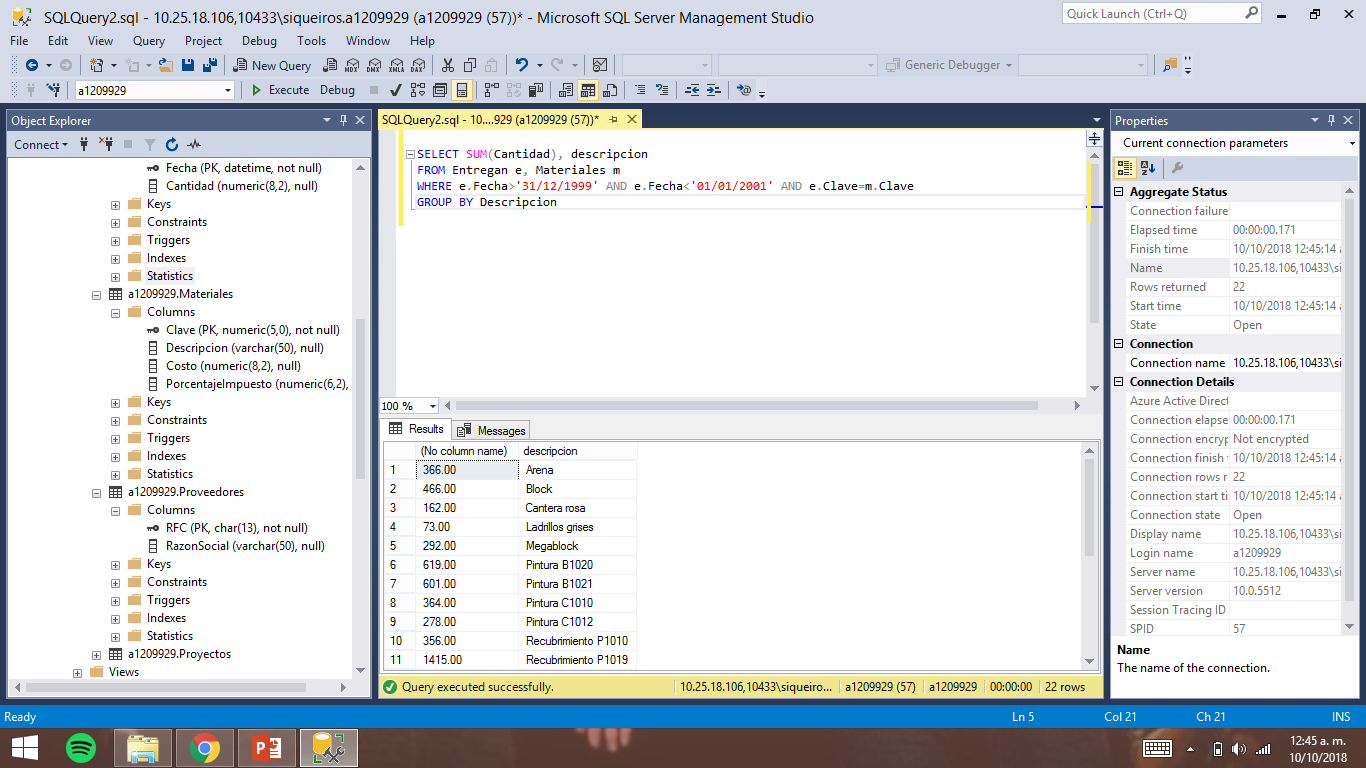 SQLQuery2.sql - 10.25.18.106,10433\siqueiros.a1209929 (a1209929 (57))* - Microsoft SQL Server Management Studio
Quick Launch (Ctrl+Q)
File Edit View Query Project Debug Tools Window Help
New Query MDX DMX XMLA DAX Generic Debugger
a1209929 Execute Debug
Object Explorer
Connect
Fecha (PK, datetime, not null)
Cantidad (numeric(8,2), null)
Keys
Constraints
Triggers
Indexes
Statistics
a1209929.Materiales
Columns
Clave (PK, numeric(5,0), not null)
Descripcion (varchar(50), null)
Costo (numeric(8,2), null)
PorcentajeImpuesto (numeric(6,2),
Keys
Constraints
Triggers
Indexes
Statistics
a1209929.Proveedores
Columns
RFC (PK, char(13), not null)
RazonSocial (varchar(50), null)
Keys
Constraints
Triggers
Indexes
Statistics
a1209929.Proyectos
Views
SQLQuery2.sql - 10....929 (a1209929 (57))*
SELECT SUM(Cantidad), descripcion
FROM Entregan e, Materiales m
WHERE e.Fecha>'31/12/1999' AND e.Fecha<'01/01/2001' AND e.Clave=m.Clave
GROUP BY Descripcion
100 %
Results Messages
(No column name) descripcion
1 366.00 Arena
2 466.00 Block
3 162.00 Cantera rosa
4 73.00 Ladrillos grises
5 292.00 Megablock
6 619.00 Pintura B1020
7 601.00 Pintura B1021
8 364.00 Pintura C1010
9 278.00 Pintura C1012
10 356.00 Recubrimiento P1010
11 1415.00 Recubrimiento P1019
Query executed successfully. 10.25.18.106,10433\siqueiro... a1209929 (57) a1209929 00:00:00 22 rows
Properties
Current connection parameters
Aggregate Status
Connection failure
Elapsed time 00:00:00.171
Finish time 10/10/2018 12:45:14 a
Name 10.25.18.106,10433\si
Rows returned 22
Start time 10/10/2018 12:45:14 a
State Open
Connection
Connection name 10.25.18.106,10433\si
Connection Details
Azure Active Direct
Connection elapse 00:00:00.171
Connection encryp Not encrypted
Connection finish 10/10/2018 12:45:14 a
Connection rows r 22
Connection start ti 10/10/2018 12:45:14 a
Connection state Open
Display name 10.25.18.106,10433\si
Login name a1209929
Server name 10.25.18.106,10433\si
Server version 10.0.5512
Session Tracing ID
SPID 57
Name
The name of the connection.
Ready Ln 5 Col 21 Ch 21 INS
12:45 a. m.
10/10/2018